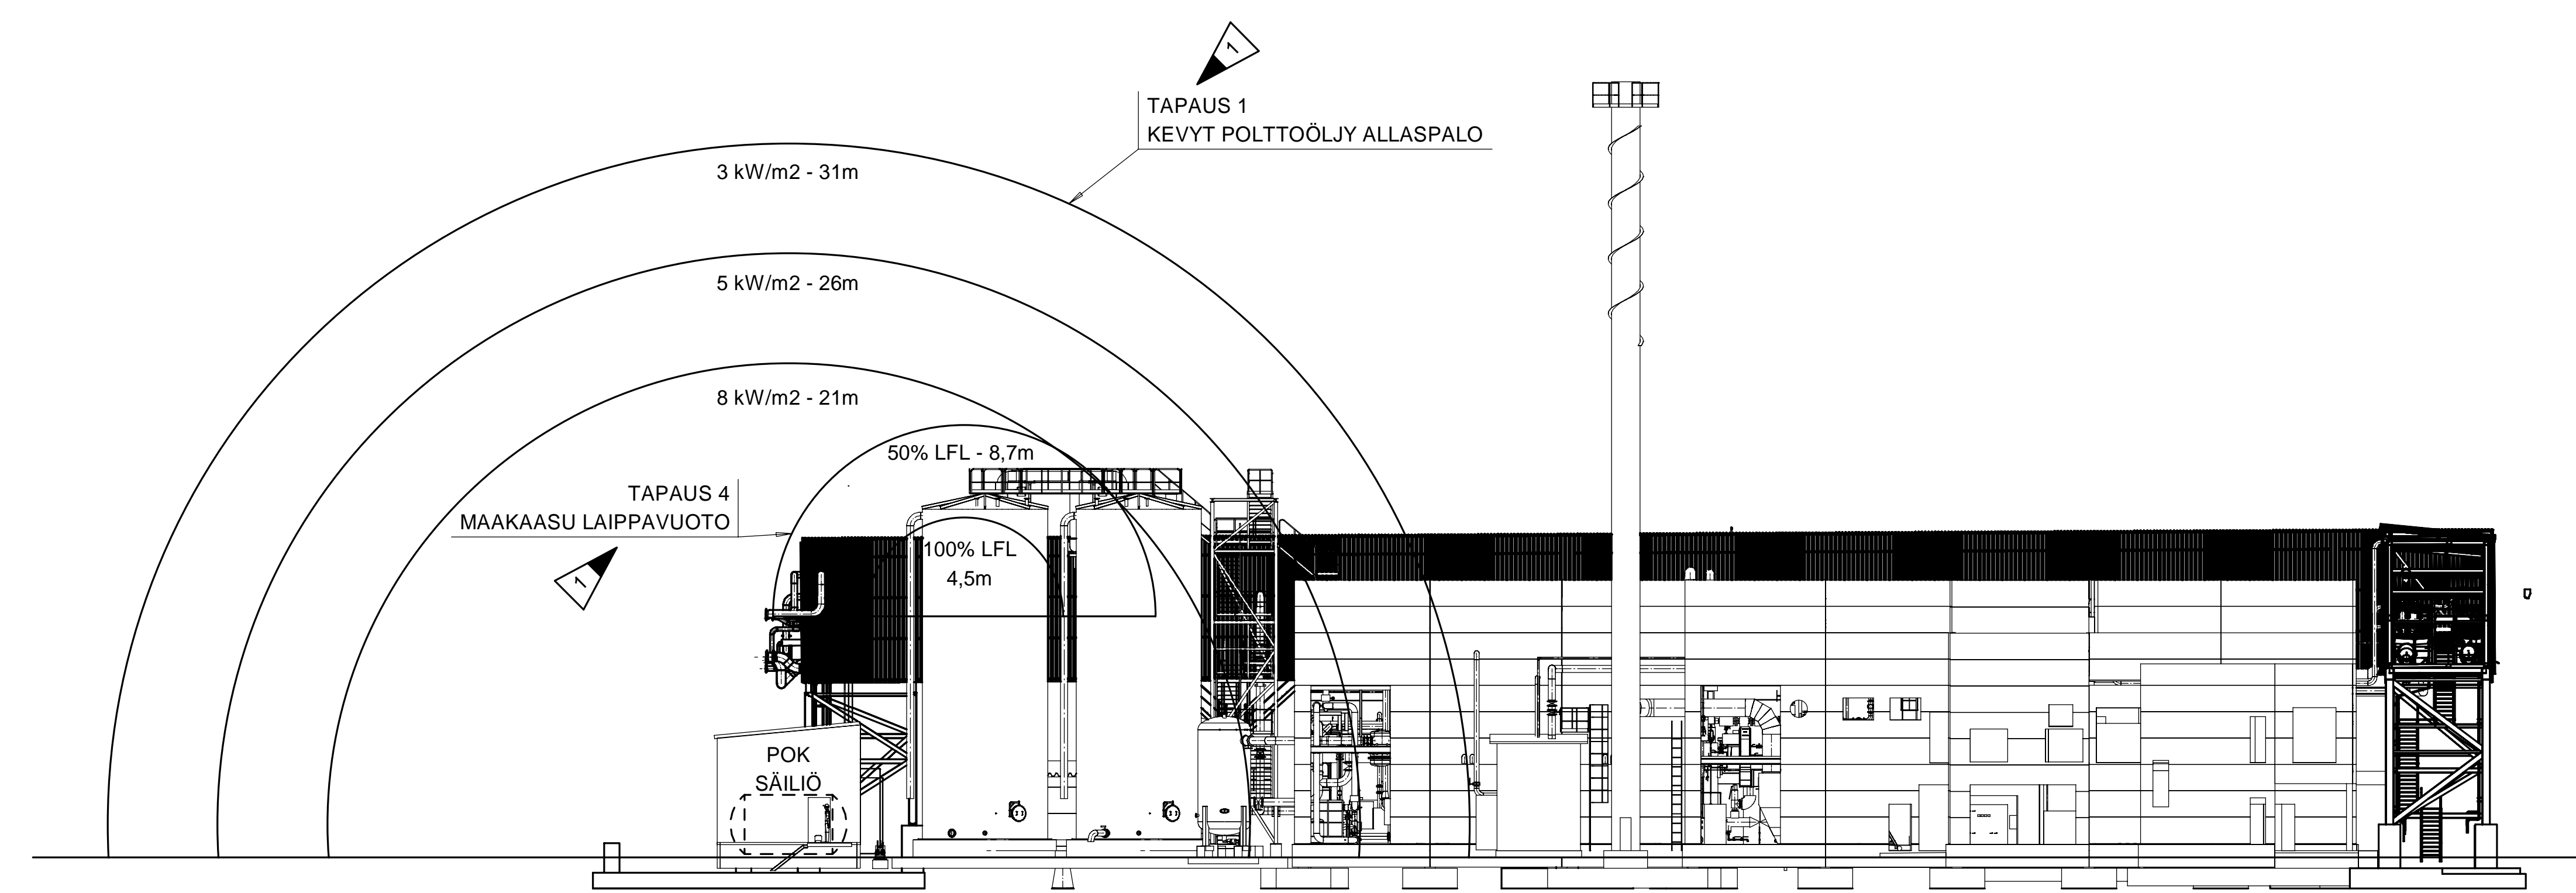 1
TAPAUS 1
KEVYT POLTTOÖLJY ALLASPALO
3 kW/m2 - 31m
5 kW/m2 - 26m
8 kW/m2 - 21m
50% LFL - 8,7m
TAPAUS 4
MAAKAASU LAIPPAVUOTO
100% LFL
4,5m
1
POK
SÄILIÖ